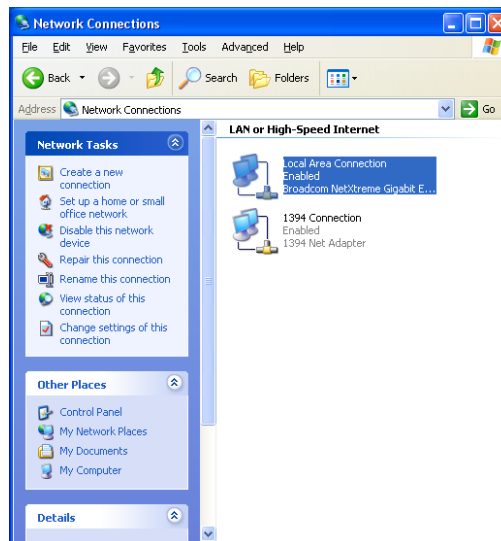 Network Connections
File Edit View Favorites Tools Advanced Help
Back Search Folders
Address Network Connections Go
Network Tasks
Create a new
connection
Set up a home or small
office network
Disable this network
device
Repair this connection
Rename this connection
View status of this
connection
Change settings of this
connection
Other Places
Control Panel
My Network Places
My Documents
My Computer
Details
LAN or High-Speed Internet
Local Area Connection
Enabled
Broadcom NetXtreme Gigabit E...
1394 Connection
Enabled
1394 Net Adapter